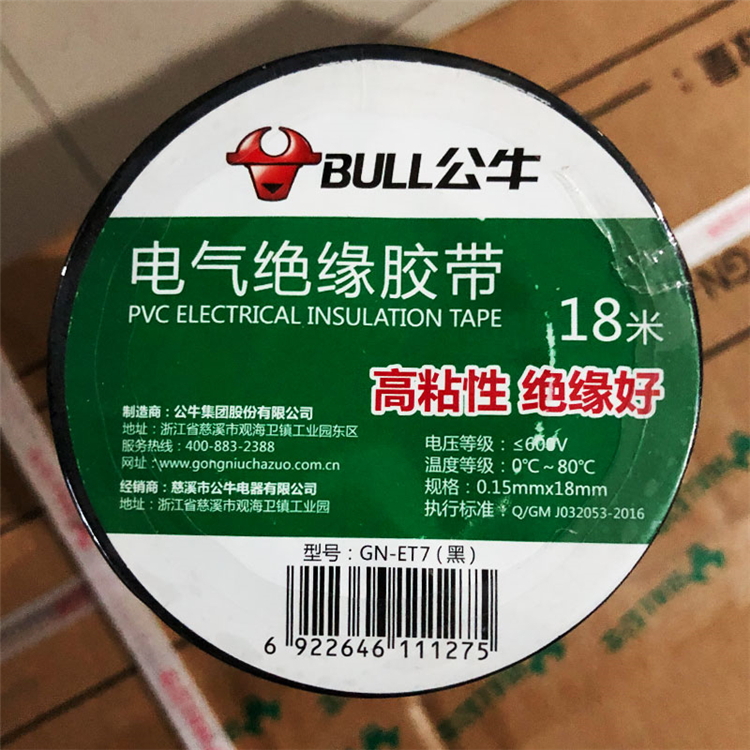 BULL公牛
电气绝缘胶带
PVC ELECTRICAL INSULATION TAPE
18米
高粘性 绝缘好
制造商：公牛集团股份有限公司
地址：浙江省慈溪市观海卫镇工业园东区
服务热线：400-883-2388
网址：www.gongniuchazuo.com.cn
经销商：慈溪市公牛电器有限公司
地址：浙江省慈溪市观海卫镇工业园
电压等级：≤600V
温度等级：0℃～80℃
规格：0.15mmx18mm
执行标准：Q/GM J032053-2016
型号：GN-ET7（黑）
6 922646 111275